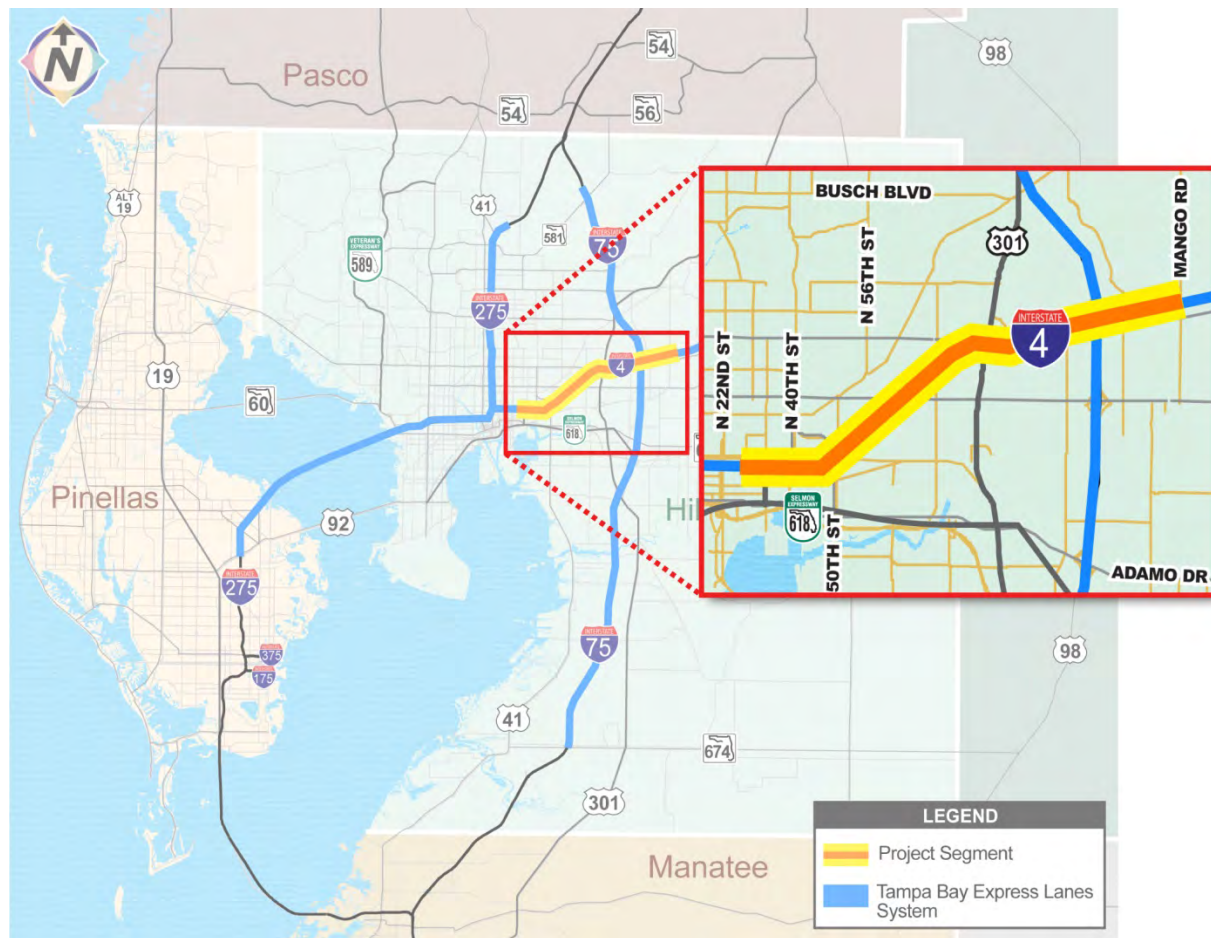 N
Pasco
54
98
54
56
ALT
19
41
VETERAN'S
EXPRESSWAY
589
581
INTERSTATE
75
INTERSTATE
275
19
60
INTERSTATE
4
SELMON
EXPRESSWAY
618
Pinellas
92
Hil
INTERSTATE
275
INTERSTATE
75
375
175
98
41
674
301
Manatee
BUSCH BLVD
MANGO RD
301
N 56TH ST
INTERSTATE
4
N 22ND ST
N 40TH ST
SELMON
EXPRESSWAY
618
50TH ST
ADAMO DR
LEGEND
Project Segment
Tampa Bay Express Lanes
System